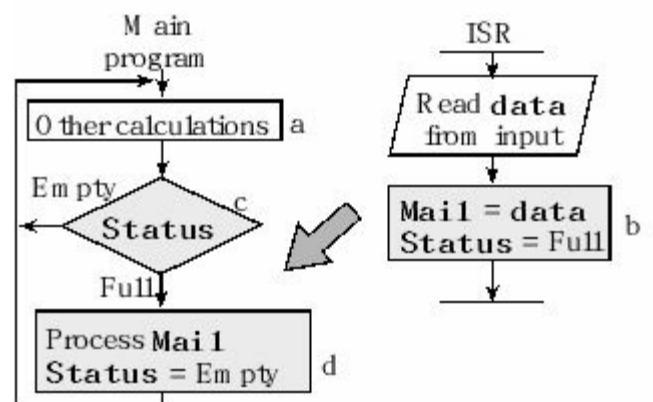 Main
program
Other calculations
a
Empty
c
Status
Full
Process Mail
Status = Empty
d
ISR
Read data
from input
Mail = data
Status = Full
b